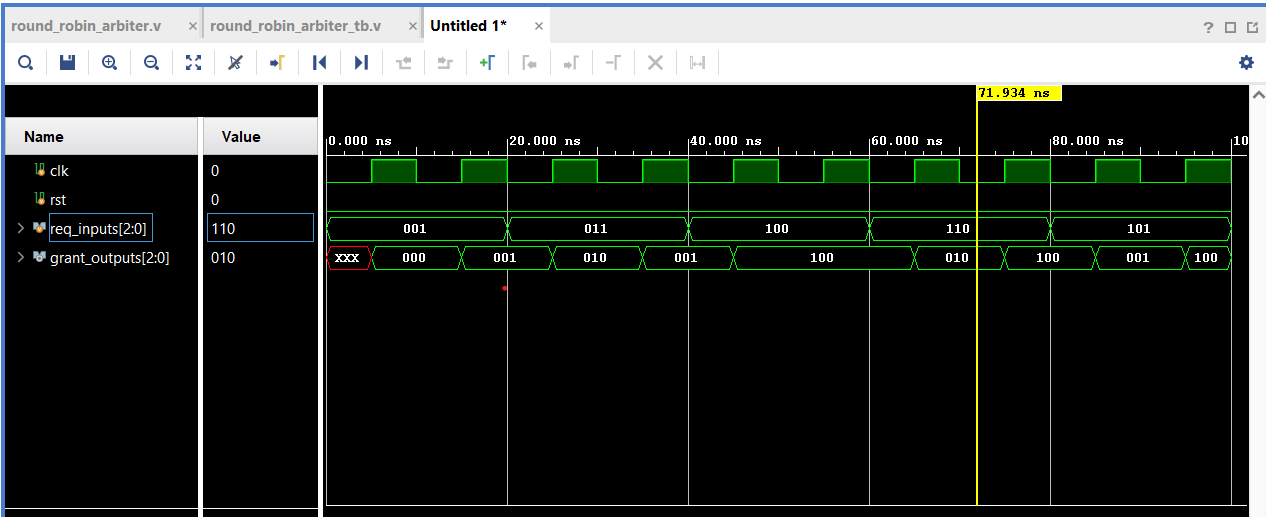 round_robin_arbiter.v × round_robin_arbiter_tb.v × Untitled 1* ×
?
71.934 ns
Name Value
0.000 ns 20.000 ns 40.000 ns 60.000 ns 80.000 ns 10
clk 0
rst 0
req_inputs[2:0] 110 001 011 100 110 101
grant_outputs[2:0] 010 XXX 000 001 010 001 100 010 100 001 100